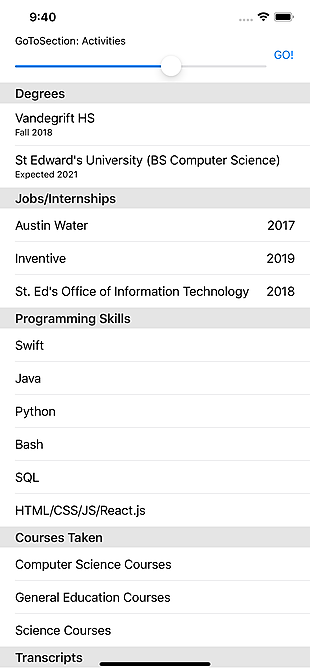 9:40
GoToSection: Activities
GO!
Degrees
Vandegrift HS
Fall 2018
St Edward's University (BS Computer Science)
Expected 2021
Jobs/Internships
Austin Water 2017
Inventive 2019
St. Ed's Office of Information Technology 2018
Programming Skills
Swift
Java
Python
Bash
SQL
HTML/CSS/JS/React.js
Courses Taken
Computer Science Courses
General Education Courses
Science Courses
Transcripts